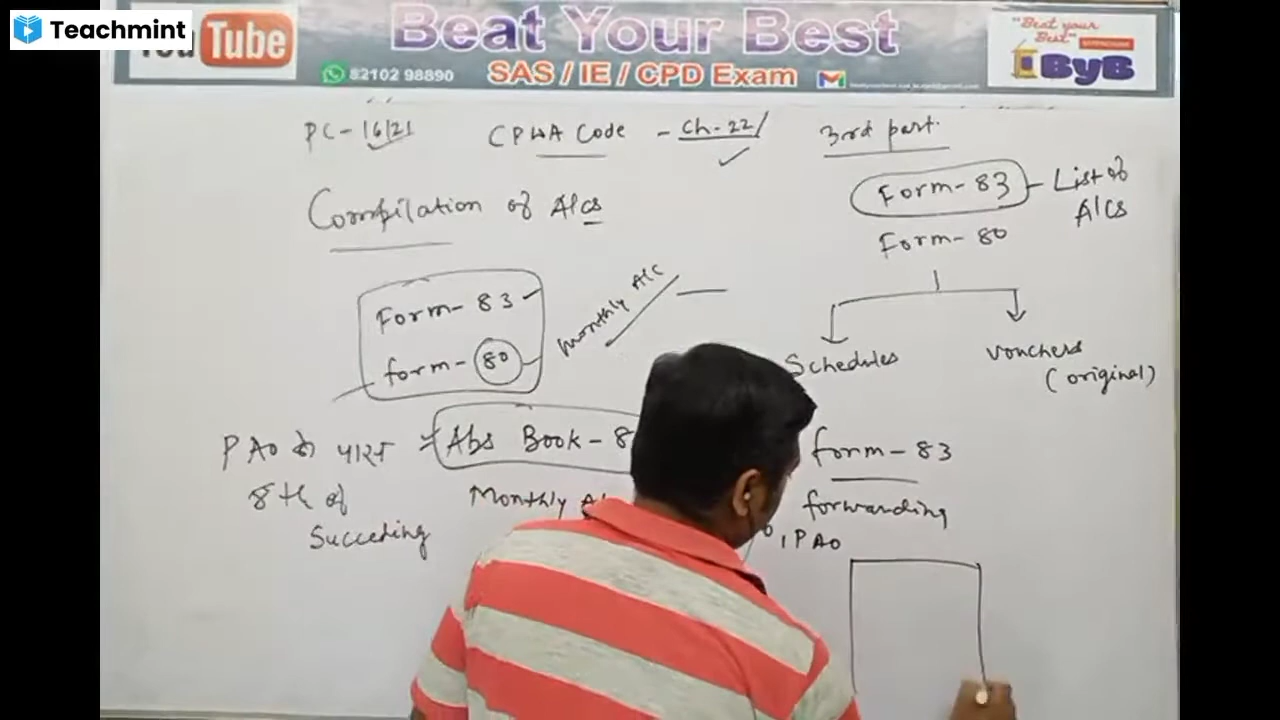 Teachmint
You Tube
Beat Your Best
SAS / IE / CPD Exam
82102 98890
"Beat your Best"
ByB
PC - 16/21
CPWA Code - Ch-22/
3rd part.
Compilation of A/cs
Form- 83 - List of A/Cs
Form- 80
Schedules
Vouchers
(original)
Form- 83
form- 80
Monthly A/C
PAO के पास
8th of
Succeding
Abs Book- 8
Monthly A
form- 83
forwarding
PAO